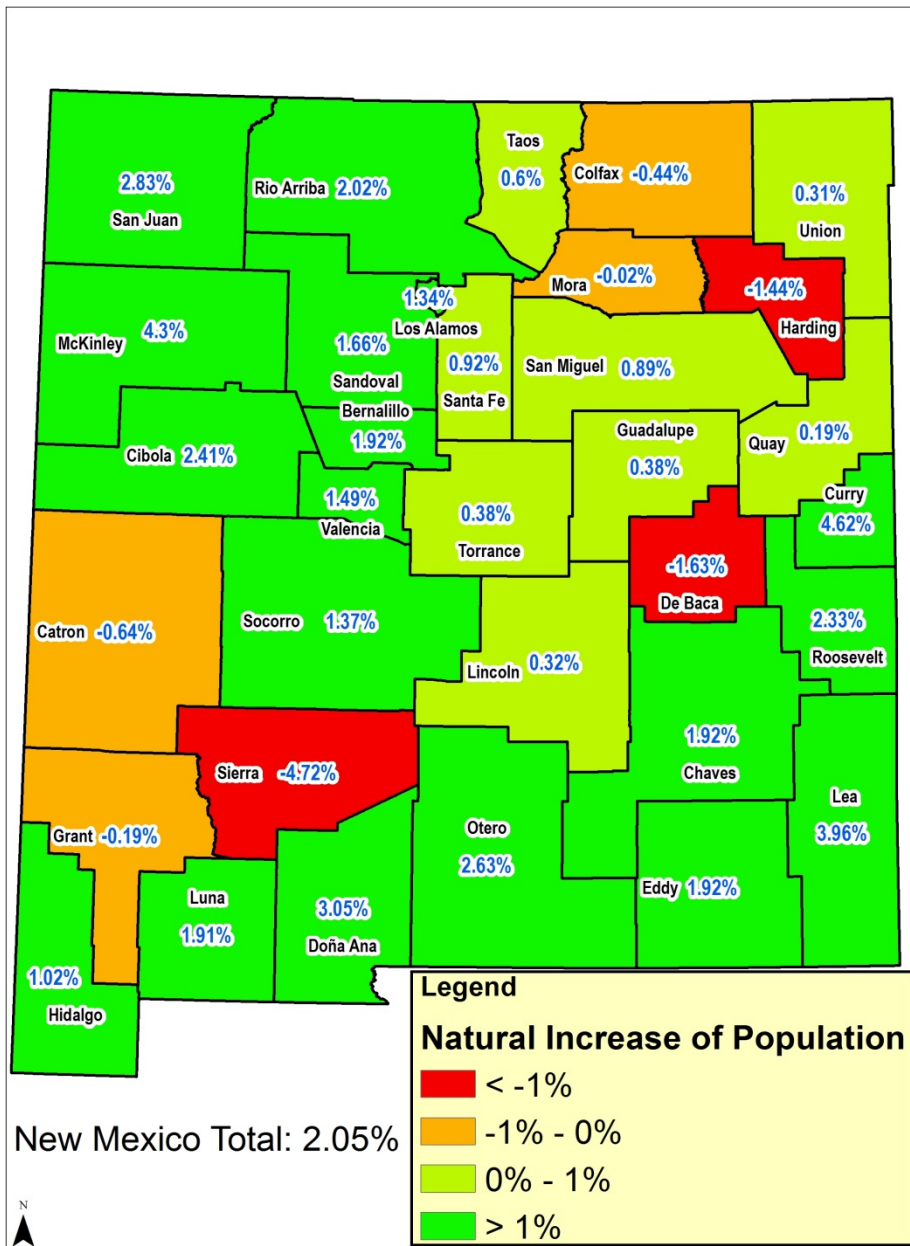 Taos
0.6%
Colfax -0.44%
2.83%
San Juan
Rio Arriba 2.02%
0.31%
Union
Mora -0.02%
-1.44%
Harding
1.34%
Los Alamos
McKinley 4.3%
1.66%
Sandoval
0.92%
Santa Fe
San Miguel 0.89%
Bernalillo
1.92%
Guadalupe
0.38%
Quay 0.19%
Cibola 2.41%
Curry
4.62%
1.49%
Valencia
0.38%
Torrance
-1.63%
De Baca
Catron -0.64%
Socorro 1.37%
2.33%
Roosevelt
Lincoln 0.32%
1.92%
Chaves
Sierra -4.72%
Lea
3.96%
Grant -0.19%
Otero
2.63%
Eddy 1.92%
Luna
1.91%
3.05%
Doña Ana
1.02%
Hidalgo
Legend
Natural Increase of Population
< -1%
-1% - 0%
0% - 1%
> 1%
New Mexico Total: 2.05%
N